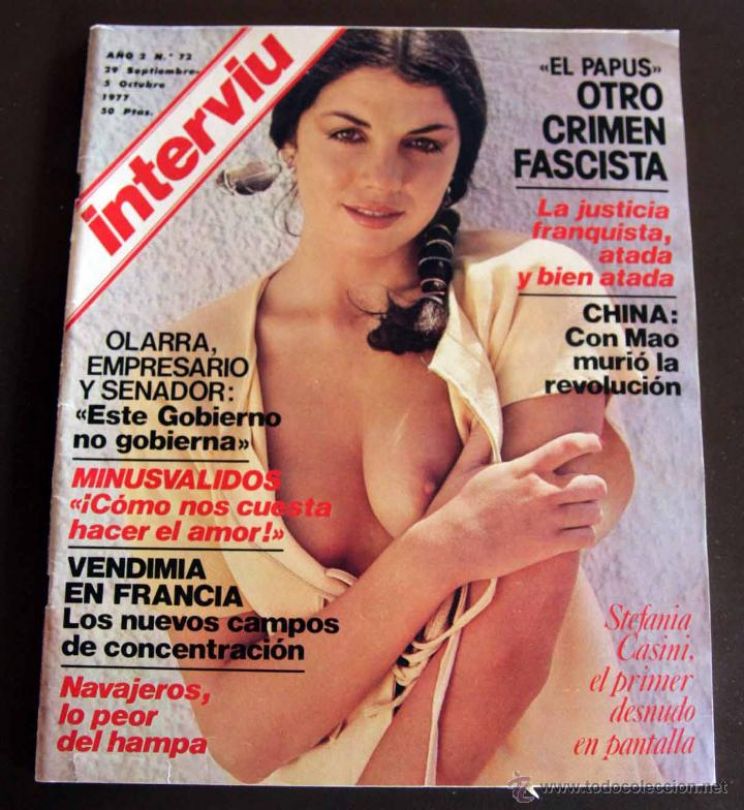 AÑO 2 N.º 72
29 Septiembre-
5 Octubre
1977
50 Ptas.
interviu
«EL PAPUS»
OTRO
CRIMEN
FASCISTA
La justicia
franquista,
atada
y bien atada
CHINA:
Con Mao
murió la
revolución
OLARRA,
EMPRESARIO
Y SENADOR:
«Este Gobierno
no gobierna»
MINUSVALIDOS
«¡Cómo nos cuesta
hacer el amor!»
VENDIMIA
EN FRANCIA
Los nuevos campos
de concentración
Navajeros,
lo peor
del hampa
Stefania
Casini,
el primer
desnudo
en pantalla
todocoleccion.net